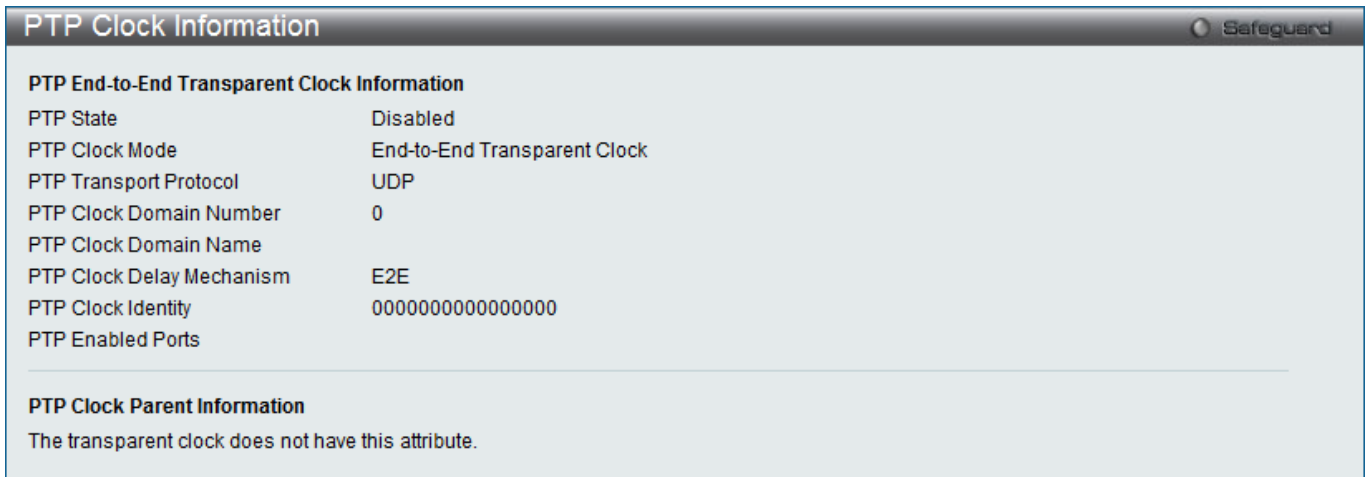 PTP Clock Information
Safeguard
PTP End-to-End Transparent Clock Information
PTP State Disabled
PTP Clock Mode End-to-End Transparent Clock
PTP Transport Protocol UDP
PTP Clock Domain Number 0
PTP Clock Domain Name
PTP Clock Delay Mechanism E2E
PTP Clock Identity 0000000000000000
PTP Enabled Ports
PTP Clock Parent Information
The transparent clock does not have this attribute.